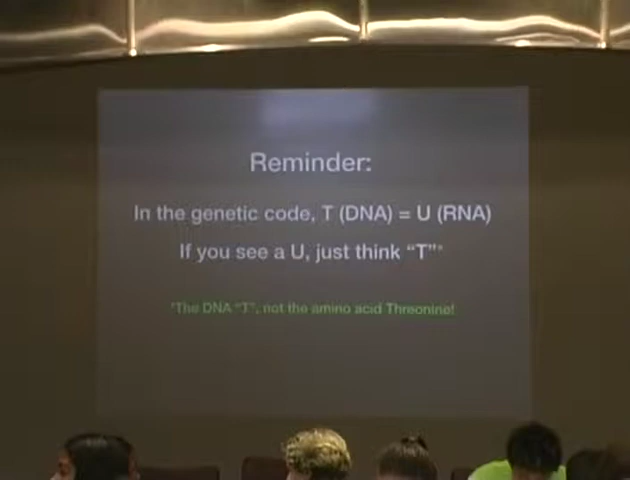 Reminder:
In the genetic code, T (DNA) = U (RNA)
If you see a U, just think “T”*
*The DNA “T”, not the amino acid Threonine!